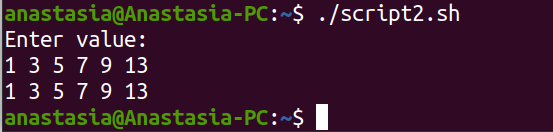 anastasia@Anastasia-PC:~$ ./script2.sh
Enter value:
1 3 5 7 9 13
1 3 5 7 9 13
anastasia@Anastasia-PC:~$